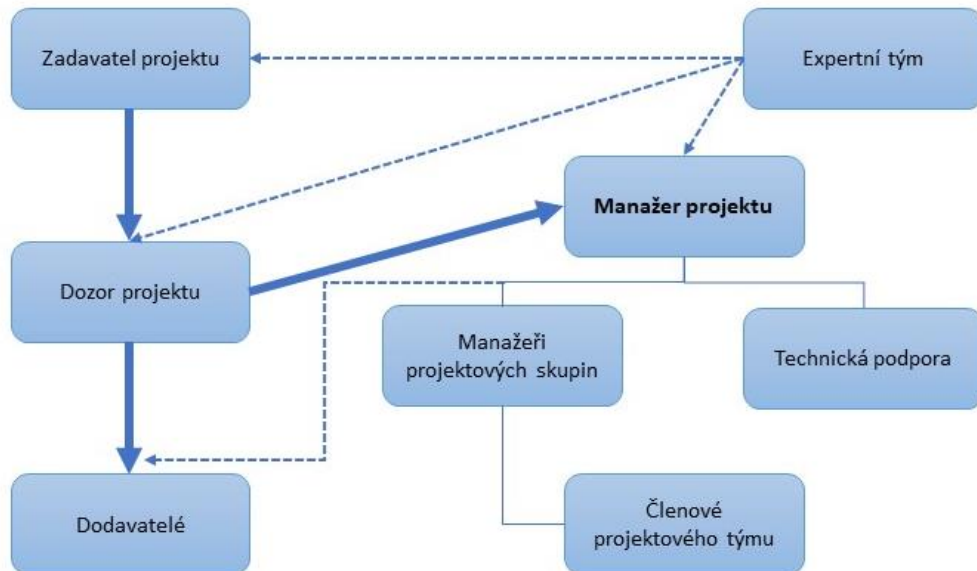 Zadavatel projektu
Expertní tým
Manažer projektu
Dozor projektu
Manažeři
projektových skupin
Technická podpora
Dodavatelé
Členové
projektového týmu